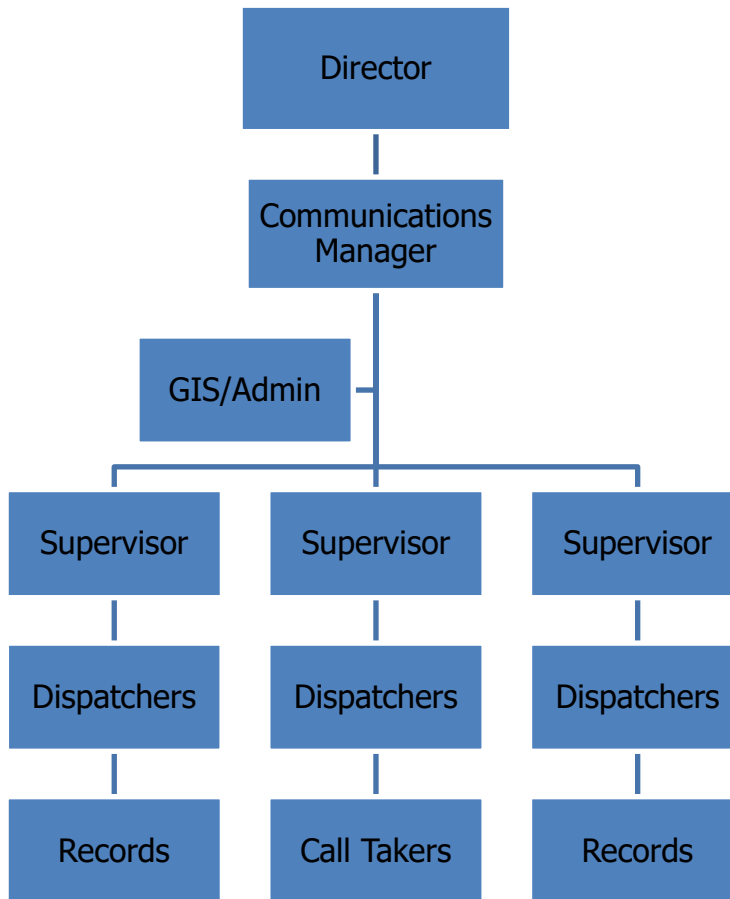 Director
Communications
Manager
GIS/Admin
Supervisor
Supervisor
Supervisor
Dispatchers
Dispatchers
Dispatchers
Records
Call Takers
Records